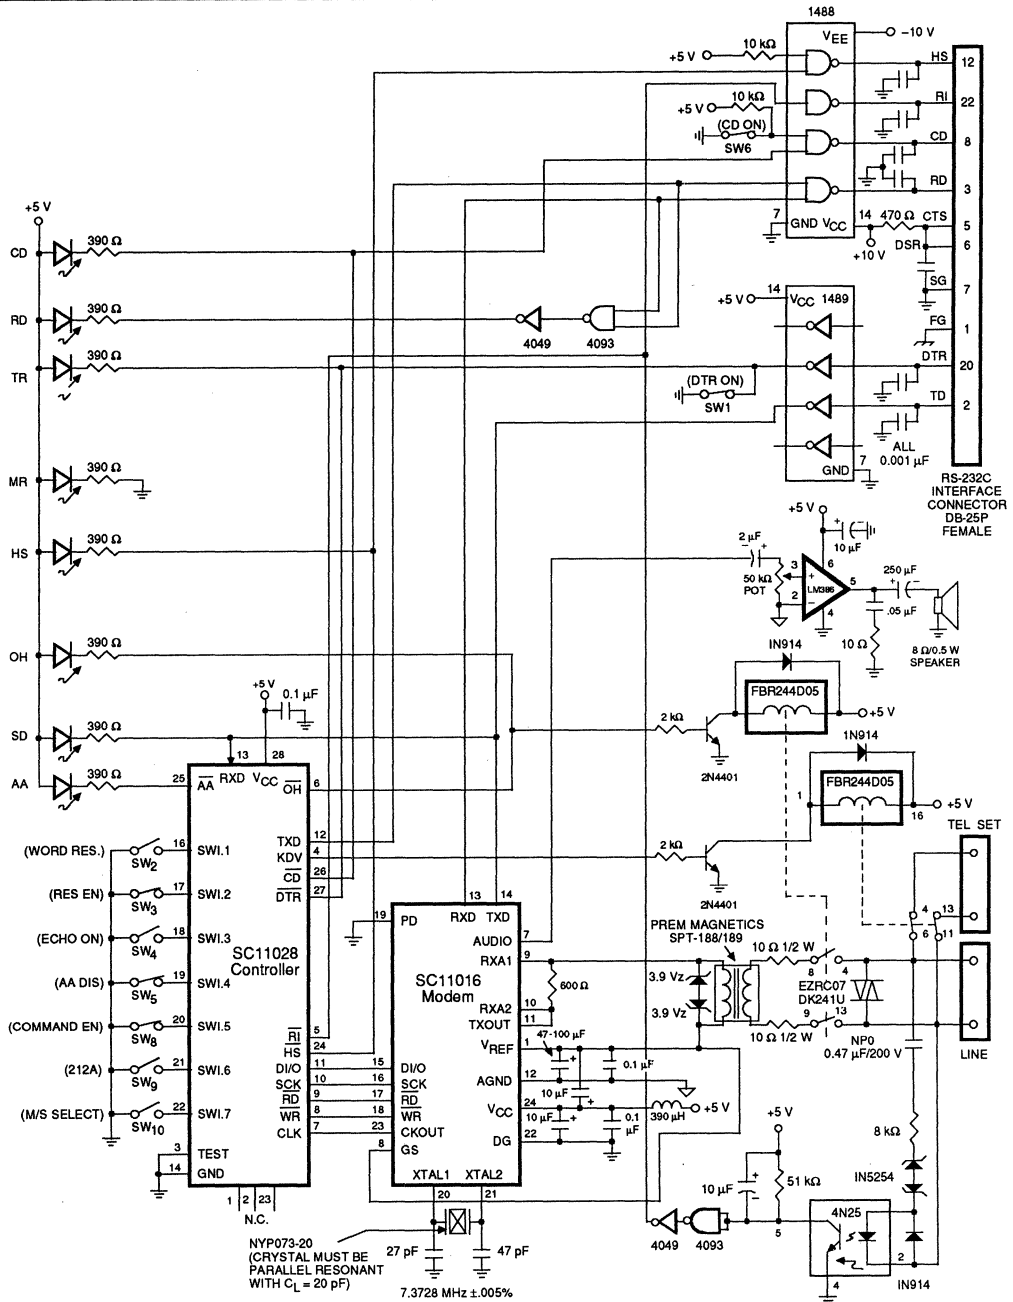 1488
VEE
–10 V
+5 V
10 kΩ
HS
12
+5 V
10 kΩ
RI
22
(CD ON)
SW6
CD
8
RD
3
7
GND VCC
14
470 Ω
CTS
5
+10 V
DSR
6
SG
7
FG
1
+5 V
14
VCC
1489
DTR
20
(DTR ON)
SW1
TD
2
ALL
0.001 µF
GND
7
RS-232C
INTERFACE
CONNECTOR
DB-25P
FEMALE
+5 V
CD
390 Ω
RD
390 Ω
4049
4093
TR
390 Ω
MR
390 Ω
HS
390 Ω
OH
390 Ω
SD
390 Ω
AA
390 Ω
+5 V
10 µF
2 µF
50 kΩ
POT
3
2
6
LM386
5
4
250 µF
.05 µF
10 Ω
8 Ω/0.5 W
SPEAKER
IN914
FBR244D05
+5 V
2 kΩ
2N4401
1N914
FBR244D05
1
16
+5 V
2 kΩ
2N4401
TEL SET
4
13
6
11
LINE
+5 V
0.1 µF
13
28
25
AA
RXD
VCC
OH
6
TXD
12
KDV
4
CD
26
DTR
27
(WORD RES.)
SW2
16
SWI.1
(RES EN)
SW3
17
SWI.2
(ECHO ON)
SW4
18
SWI.3
(AA DIS)
SW5
19
SWI.4
(COMMAND EN)
SW8
20
SWI.5
(212A)
SW9
21
SWI.6
(M/S SELECT)
SW10
22
SWI.7
SC11028
Controller
RI
5
HS
24
DI/O
11
SCK
10
RD
9
WR
8
CLK
7
3
TEST
14
GND
1
2
23
N.C.
13
14
RXD
TXD
19
PD
AUDIO
7
RXA1
9
SC11016
Modem
RXA2
10
TXOUT
11
600 Ω
15
DI/O
16
SCK
17
RD
18
WR
23
CKOUT
8
GS
VREF
1
AGND
12
VCC
24
DG
22
XTAL1
XTAL2
20
21
47-100 µF
0.1 µF
10 µF
10 µF
0.1
µF
390 µH
+5 V
PREM MAGNETICS
SPT-188/189
3.9 Vz
3.9 Vz
10 Ω 1/2 W
10 Ω 1/2 W
8
4
9
13
EZRC07
DK241U
NP0
0.47 µF/200 V
8 kΩ
IN5254
+5 V
10 µF
51 kΩ
4049
4093
5
4N25
2
4
IN914
NYP073-20
(CRYSTAL MUST BE
PARALLEL RESONANT
WITH CL = 20 pF)
27 pF
47 pF
7.3728 MHz ±.005%